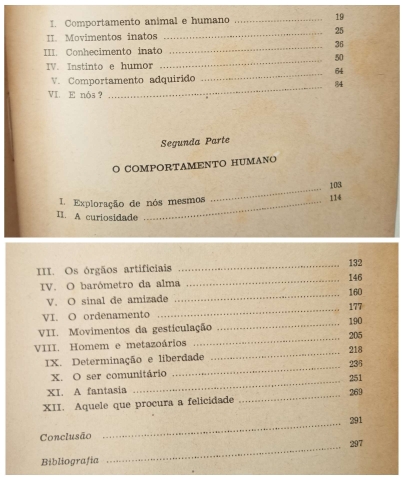 I. Comportamento animal e humano ........ 19
II. Movimentos inatos ........ 25
III. Conhecimento inato ........ 36
IV. Instinto e humor ........ 50
V. Comportamento adquirido ........ 64
VI. E nós? ........ 84
Segunda Parte
O COMPORTAMENTO HUMANO
I. Exploração de nós mesmos ........ 103
II. A curiosidade ........ 114
III. Os órgãos artificiais ........ 132
IV. O barómetro da alma ........ 146
V. O sinal de amizade ........ 160
VI. O ordenamento ........ 177
VII. Movimentos da gesticulação ........ 190
VIII. Homem e metazoários ........ 205
IX. Determinação e liberdade ........ 218
X. O ser comunitário ........ 236
XI. A fantasia ........ 251
XII. Aquele que procura a felicidade ........ 269
Conclusão ........ 291
Bibliografia ........ 297